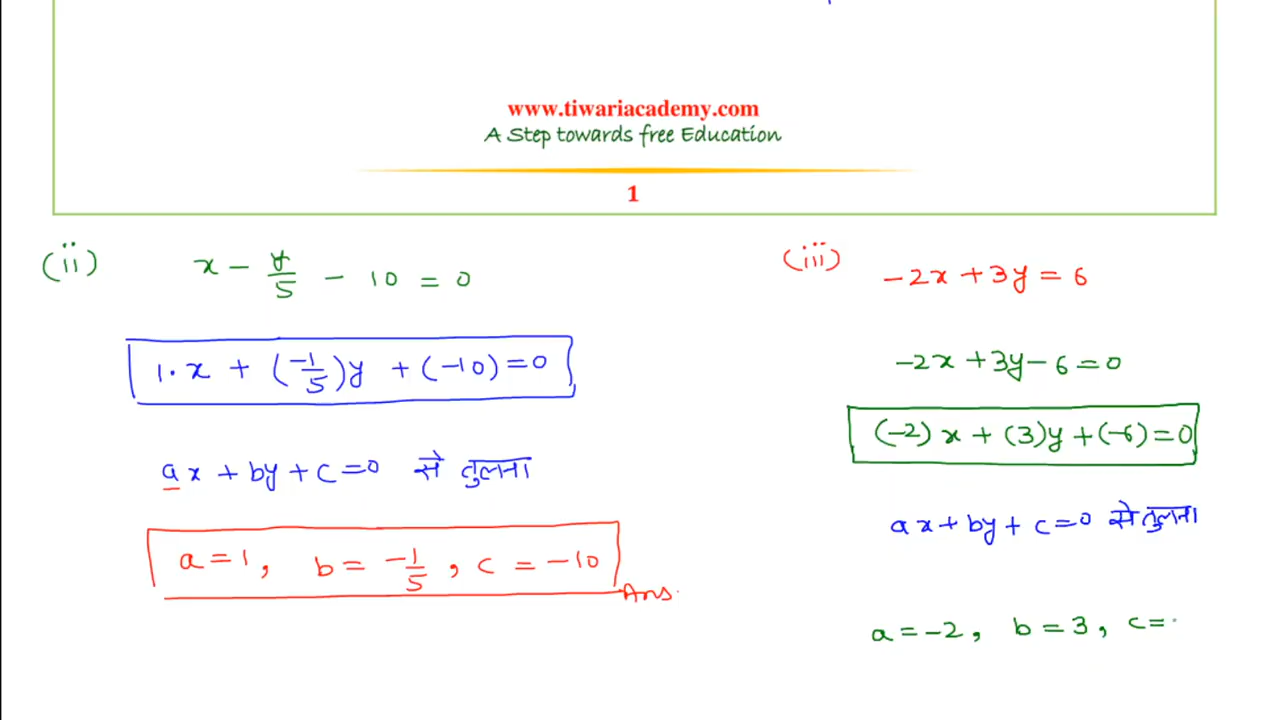 www.tiwariacademy.com
A Step towards free Education
1
(ii) x - y/5 - 10 = 0
1. x + (-1/5)y + (-10) = 0
ax + by + c = 0 से तुलना
a = 1, b = -1/5, c = -10
Ans.
(iii) -2x + 3y = 6
-2x + 3y - 6 = 0
(-2)x + (3)y + (-6) = 0
ax + by + c = 0 से तुलना
a = -2, b = 3, c =